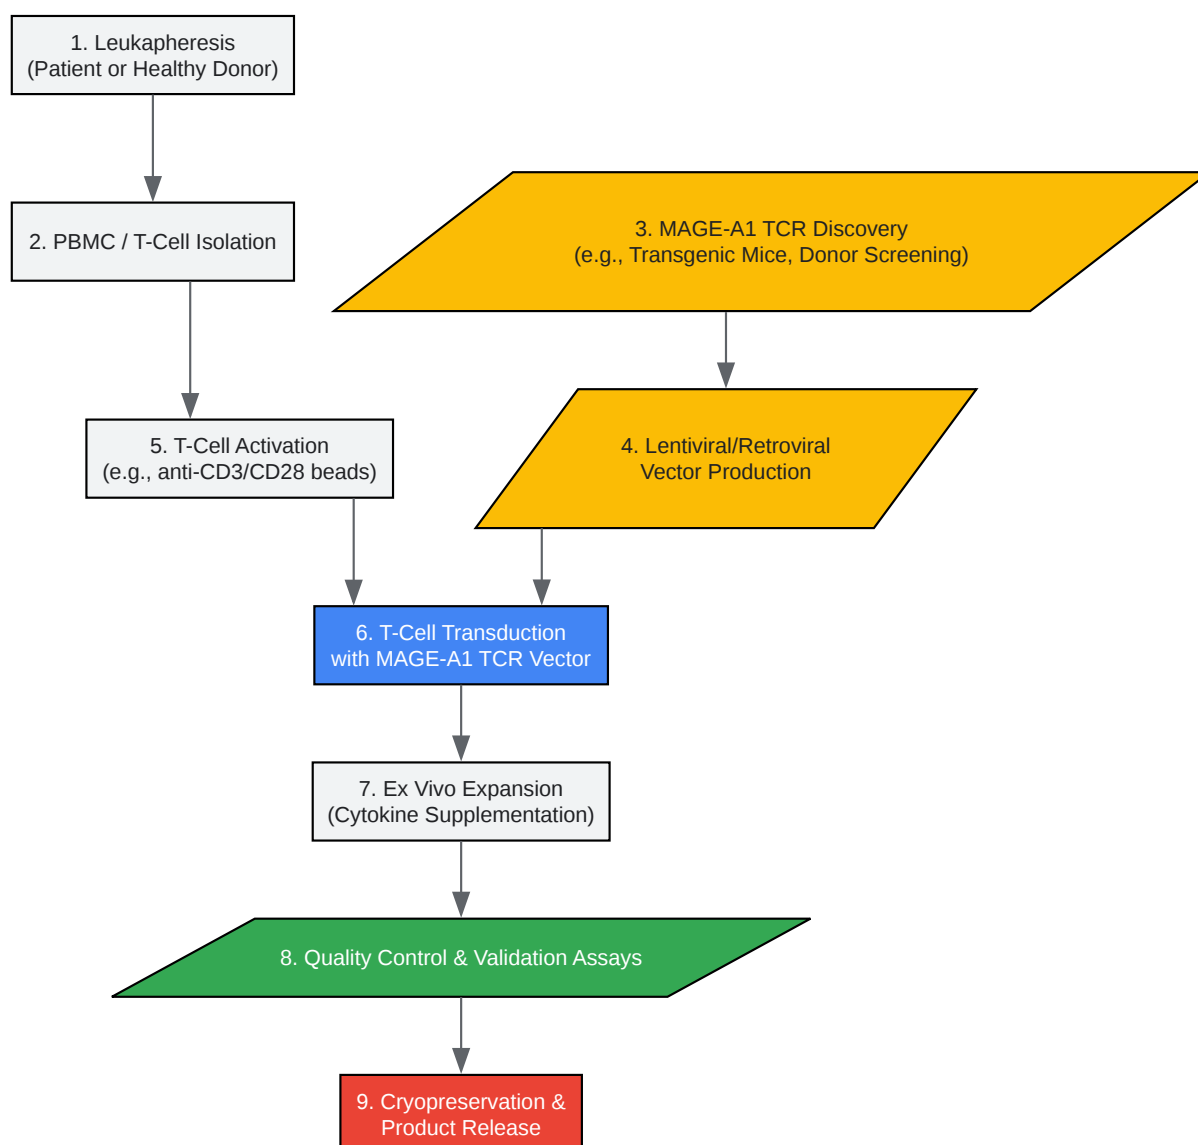 1. Leukapheresis
(Patient or Healthy Donor)
2. PBMC / T-Cell Isolation
3. MAGE-A1 TCR Discovery
(e.g., Transgenic Mice, Donor Screening)
5. T-Cell Activation
(e.g., anti-CD3/CD28 beads)
4. Lentiviral/Retroviral
Vector Production
6. T-Cell Transduction
with MAGE-A1 TCR Vector
7. Ex Vivo Expansion
(Cytokine Supplementation)
8. Quality Control & Validation Assays
9. Cryopreservation &
Product Release